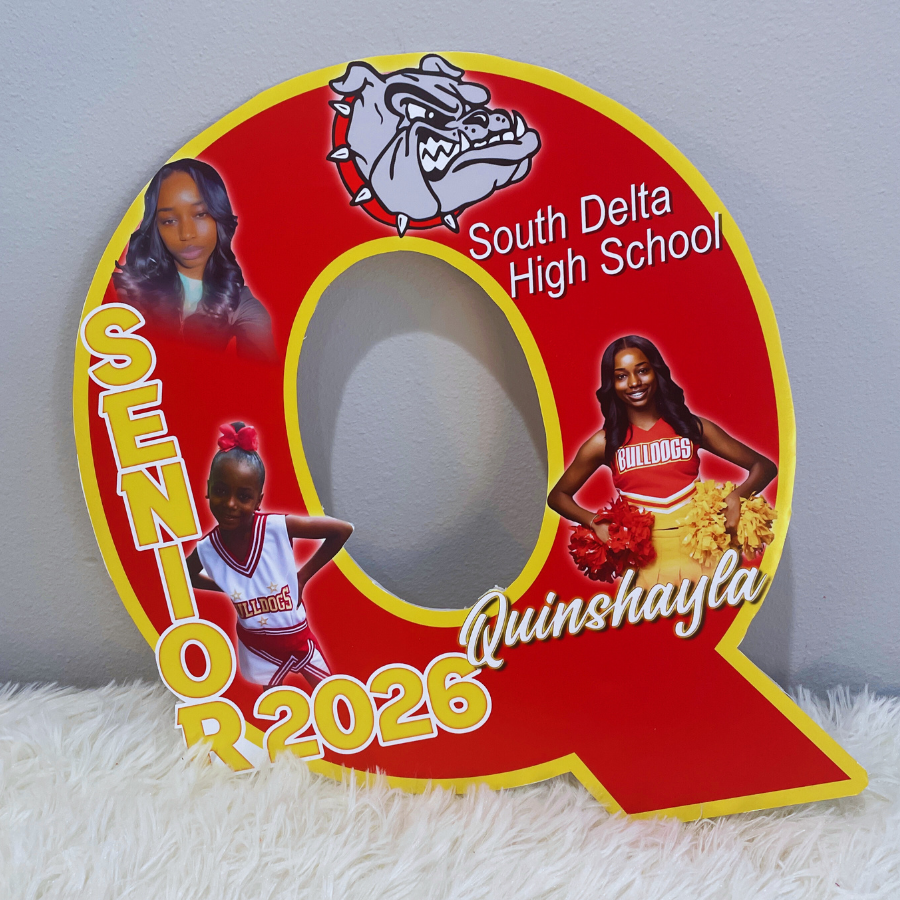 South Delta
High School
SENIOR
BULLDOGS
BULLDOGS
Quinshayla
2026